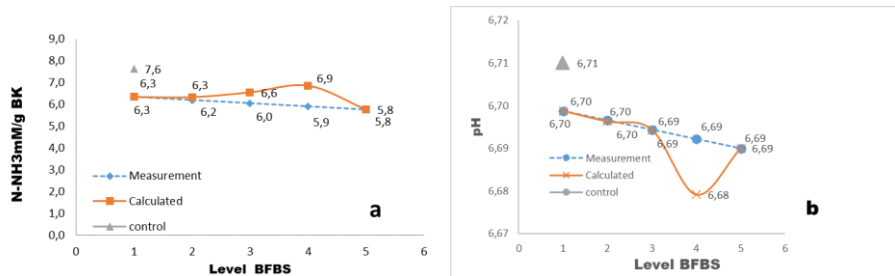 9,0
8,0
7,0
6,0
5,0
4,0
3,0
2,0
1,0
0,0
N-NH3mM/g BK
7,6
6,3 6,3 6,6 6,9 5,8
6,3 6,2 6,0 5,9 5,8
Measurement
Calculated
control
a
0 1 2 3 4 5 6
Level BFBS
6,72
6,71
6,70
6,69
6,68
6,67
pH
6,71
6,70 6,70 6,69 6,69 6,69
6,70 6,70 6,69 6,68 6,69
Measurement
Calculated
control
b
0 1 2 3 4 5 6
Level BFBS